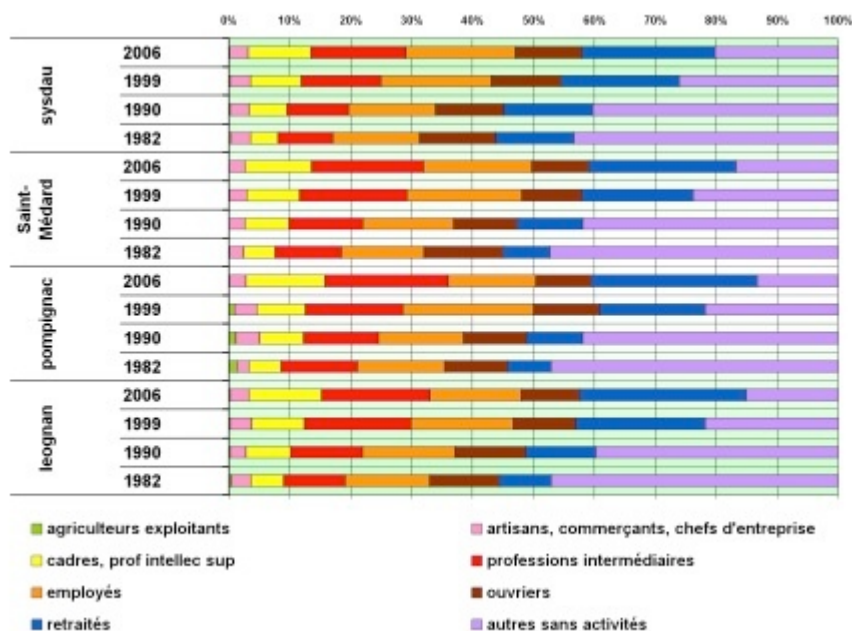 0% 10% 20% 30% 40% 50% 60% 70% 80% 90% 100%
sysdau
2006
1999
1990
1982
Saint-
Médard
2006
1999
1990
1982
pompignac
2006
1999
1990
1982
leognan
2006
1999
1990
1982
agriculteurs exploitants
artisans, commerçants, chefs d'entreprise
cadres, prof intellec sup
professions intermédiaires
employés
ouvriers
retraités
autres sans activités